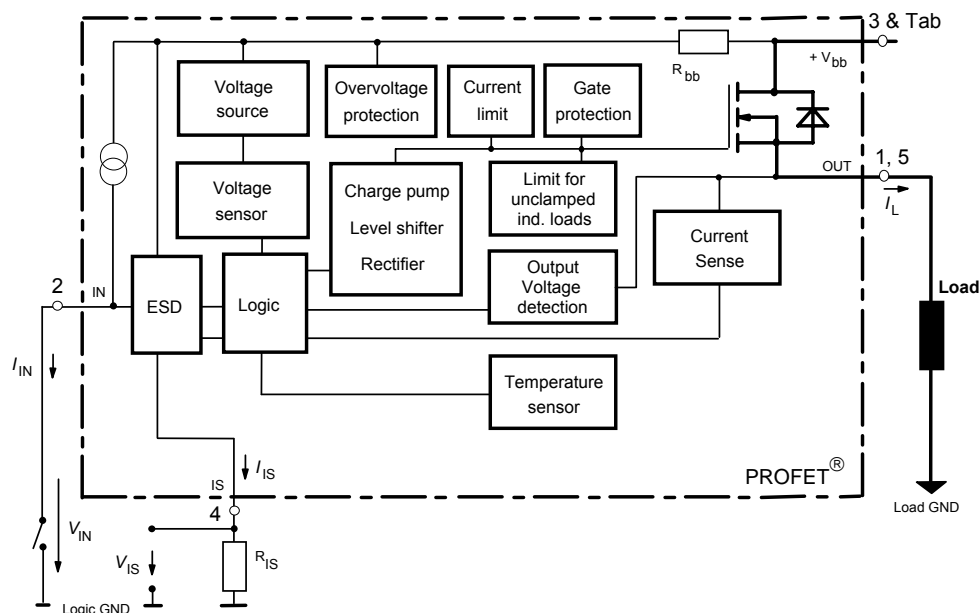 3 & Tab
R bb
+ V bb
Voltage
source
Overvoltage
protection
Current
limit
Gate
protection
Voltage
sensor
Charge pump
Level shifter
Rectifier
Limit for
unclamped
ind. loads
OUT
1, 5
I L
Current
Sense
2
IN
ESD
Logic
Output
Voltage
detection
Load
I IN
Temperature
sensor
I IS
IS
PROFET ®
4
Load GND
V IN
V IS
R IS
Logic GND